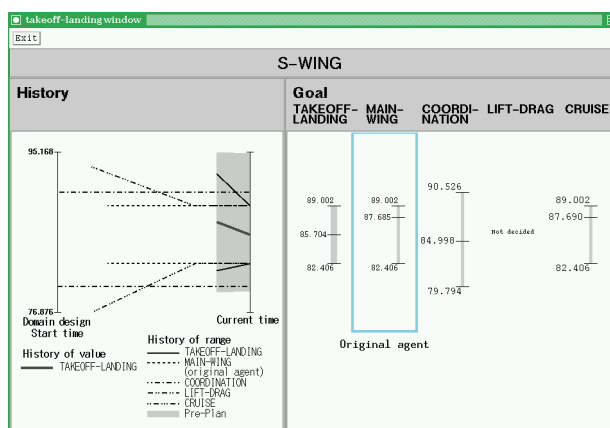 takeoff-landing window
Exit
S-WING
History
95.168
76.876
Domain design
Start time
Current time
History of value
TAKEOFF-LANDING
History of range
TAKEOFF-LANDING
MAIN-WING
(original agent)
COORDINATION
LIFT-DRAG
CRUISE
Pre-Plan
Goal
TAKEOFF-
LANDING
MAIN-
WING
COORDI-
NATION
LIFT-DRAG
CRUISE
89.002
85.704
82.406
89.002
87.685
82.406
90.526
84.998
79.794
Not decided
89.002
87.690
82.406
Original agent